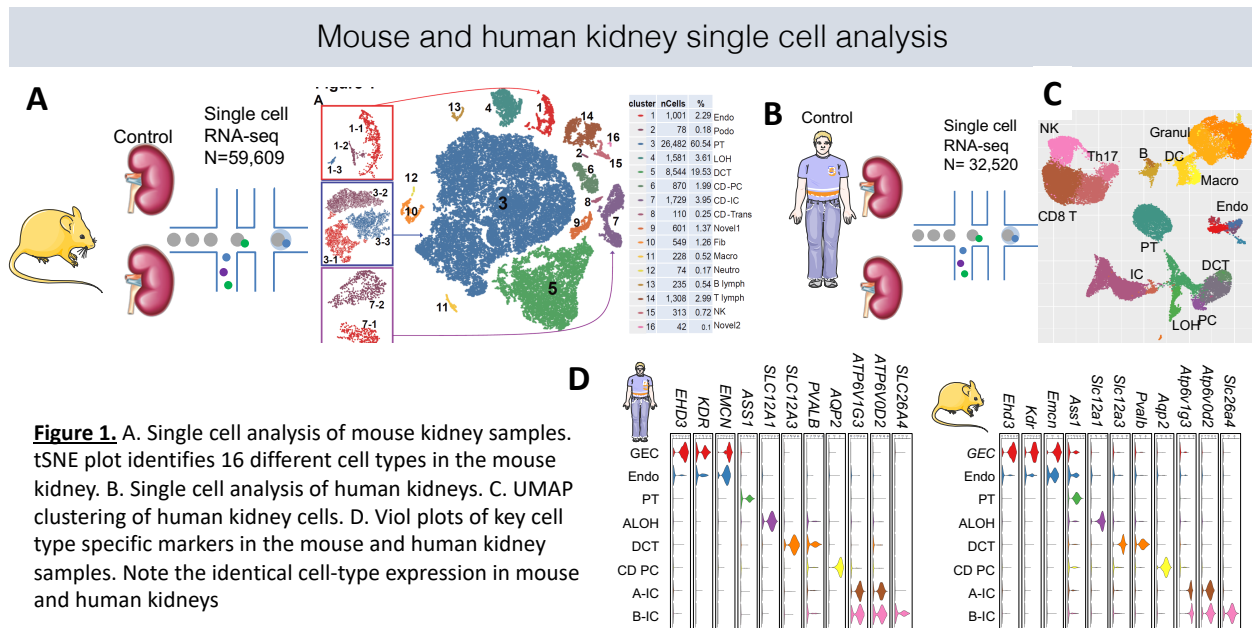 Mouse and human kidney single cell analysis
A
Control
Single cell
RNA-seq
N=59,609
A
1-1
1-2
1-3
3-2
3-3
3-1
7-2
7-1
13
4
1
14
16
2
15
6
12
3
8
10
7
9
5
11
cluster nCells %
1 1,001 2.29 Endo
2 78 0.18 Podo
3 26,482 60.54 PT
4 1,581 3.61 LOH
5 8,544 19.53 DCT
6 870 1.99 CD-PC
7 1,729 3.95 CD-IC
8 110 0.25 CD-Trans
9 601 1.37 Novel1
10 549 1.26 Fib
11 228 0.52 Macro
12 74 0.17 Neutro
13 235 0.54 B lymph
14 1,308 2.99 T lymph
15 313 0.72 NK
16 42 0.1 Novel2
B
Control
Single cell
RNA-seq
N= 32,520
C
NK
Th17
CD8 T
B
Granul
DC
Macro
Endo
PT
IC
DCT
LOH
PC
Figure 1. A. Single cell analysis of mouse kidney samples.
tSNE plot identifies 16 different cell types in the mouse
kidney. B. Single cell analysis of human kidneys. C. UMAP
clustering of human kidney cells. D. Viol plots of key cell
type specific markers in the mouse and human kidney
samples. Note the identical cell-type expression in mouse
and human kidneys
D
EHD3 KDR EMCN ASS1 SLC12A1 SLC12A3 PVALB AQP2 ATP6V1G3 ATP6V0D2 SLC26A4
GEC
Endo
PT
ALOH
DCT
CD PC
A-IC
B-IC
Ehd3 Kdr Emcn Ass1 Slc12a1 Slc12a3 Pvalb Aqp2 Atp6v1g3 Atp6v0d2 Slc26a4
GEC
Endo
PT
ALOH
DCT
CD PC
A-IC
B-IC